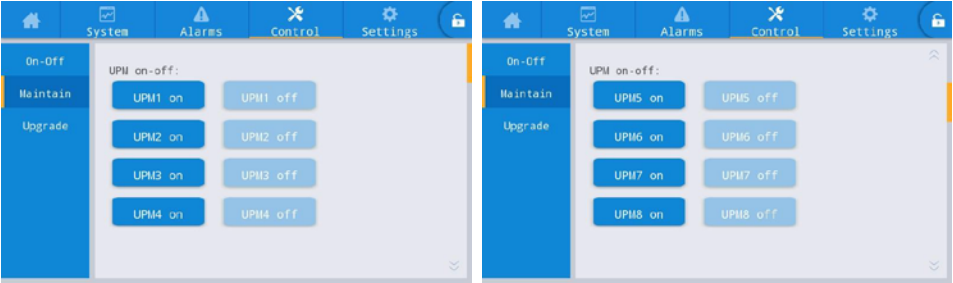 System Alarms Control Settings
On-Off
Maintain
Upgrade
UPM on-off:
UPM1 on UPM1 off
UPM2 on UPM2 off
UPM3 on UPM3 off
UPM4 on UPM4 off
System Alarms Control Settings
On-Off
Maintain
Upgrade
UPM on-off:
UPM5 on UPM5 off
UPM6 on UPM6 off
UPM7 on UPM7 off
UPM8 on UPM8 off